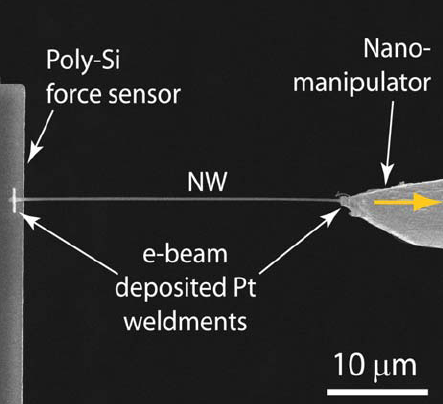 Poly-Si
force sensor
Nano-
manipulator
NW
e-beam
deposited Pt
weldments
10 μm